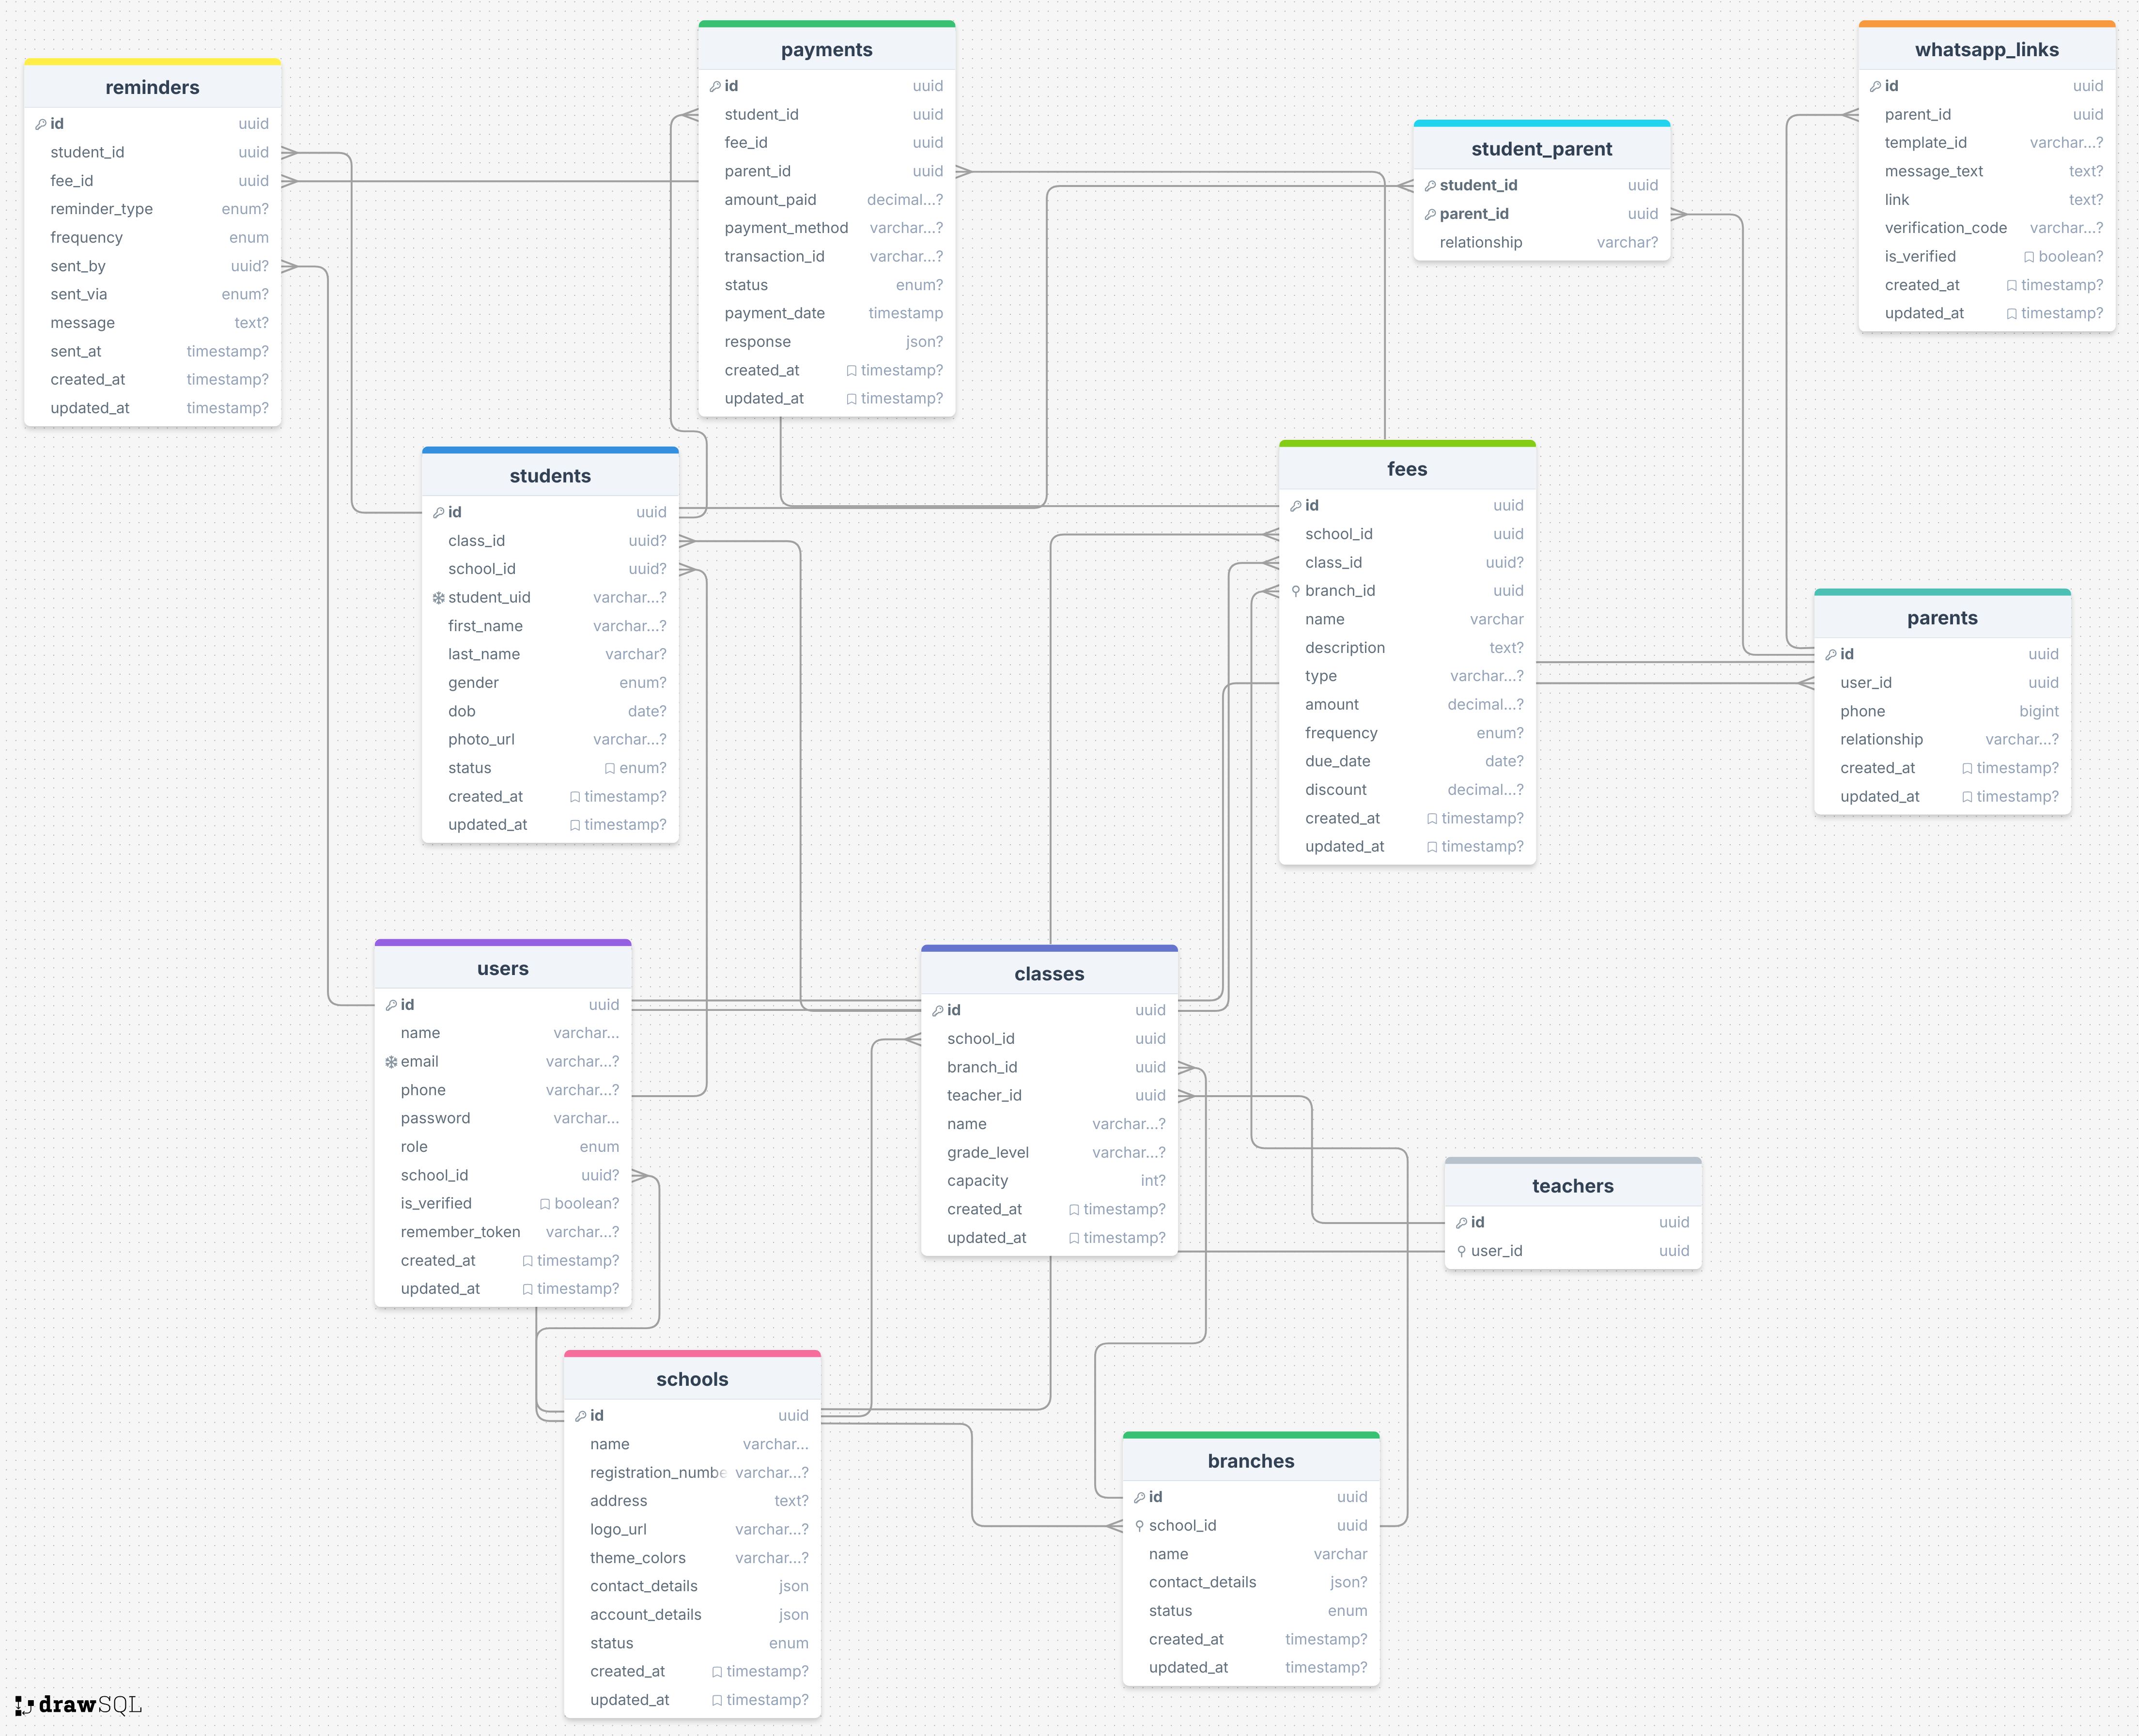 payments
id uuid
student_id uuid
fee_id uuid
parent_id uuid
amount_paid decimal...?
payment_method varchar...?
transaction_id varchar...?
status enum?
payment_date timestamp
response json?
created_at timestamp?
updated_at timestamp?
whatsapp_links
id uuid
parent_id uuid
template_id varchar...?
message_text text?
link text?
verification_code varchar...?
is_verified boolean?
created_at timestamp?
updated_at timestamp?
reminders
id uuid
student_id uuid
fee_id uuid
reminder_type enum?
frequency enum
sent_by uuid?
sent_via enum?
message text?
sent_at timestamp?
created_at timestamp?
updated_at timestamp?
student_parent
student_id uuid
parent_id uuid
relationship varchar?
students
id uuid
class_id uuid?
school_id uuid?
student_uid varchar...?
first_name varchar...?
last_name varchar?
gender enum?
dob date?
photo_url varchar...?
status enum?
created_at timestamp?
updated_at timestamp?
fees
id uuid
school_id uuid
class_id uuid?
branch_id uuid
name varchar
description text?
type varchar...?
amount decimal...?
frequency enum?
due_date date?
discount decimal...?
created_at timestamp?
updated_at timestamp?
parents
id uuid
user_id uuid
phone bigint
relationship varchar...?
created_at timestamp?
updated_at timestamp?
users
id uuid
name varchar...
email varchar...?
phone varchar...?
password varchar...
role enum
school_id uuid?
is_verified boolean?
remember_token varchar...?
created_at timestamp?
updated_at timestamp?
classes
id uuid
school_id uuid
branch_id uuid
teacher_id uuid
name varchar...?
grade_level varchar...?
capacity int?
created_at timestamp?
updated_at timestamp?
teachers
id uuid
user_id uuid
schools
id uuid
name varchar...
registration_numbe varchar...?
address text?
logo_url varchar...?
theme_colors varchar...?
contact_details json
account_details json
status enum
created_at timestamp?
updated_at timestamp?
branches
id uuid
school_id uuid
name varchar
contact_details json?
status enum
created_at timestamp?
updated_at timestamp?
drawSQL